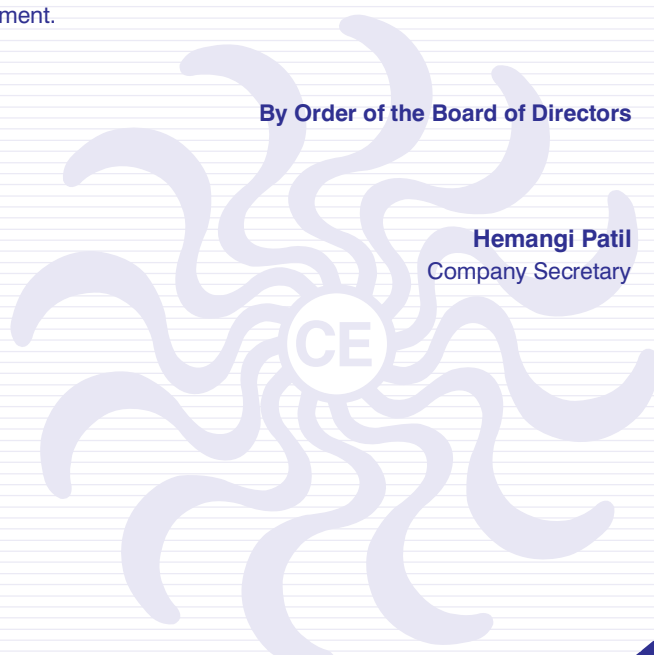 ment.
By Order of the Board of Directors
Hemangi Patil
Company Secretary
CE